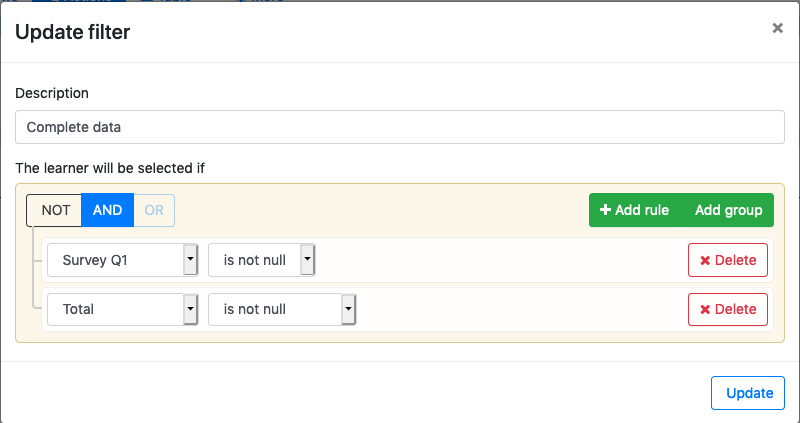 Update filter
×
Description
Complete data
The learner will be selected if
NOT AND OR
Add rule Add group
Survey Q1 is not null Delete
Total is not null Delete
Update